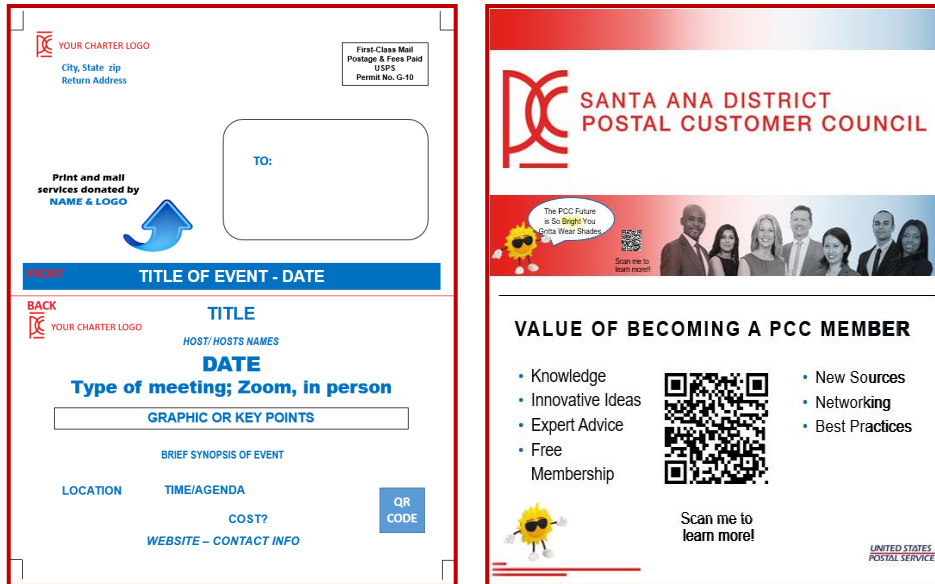 YOUR CHARTER LOGO
City, State  zip
Return Address
First-Class Mail
Postage & Fees Paid
USPS
Permit No. G-10
TO:
Print and mail
services donated by
NAME & LOGO
FRONT
TITLE OF EVENT - DATE
BACK
YOUR CHARTER LOGO
TITLE
HOST/ HOSTS NAMES
DATE
Type of meeting; Zoom, in person
GRAPHIC OR KEY POINTS
BRIEF SYNOPSIS OF EVENT
LOCATION
TIME/AGENDA
COST?
QR
CODE
WEBSITE – CONTACT INFO
PCC
SANTA ANA DISTRICT
POSTAL CUSTOMER COUNCIL
The PCC Future
is So Bright You
Gotta Wear Shades
Scan me to
learn more!!
VALUE OF BECOMING A PCC MEMBER
• Knowledge
• Innovative Ideas
• Expert Advice
• Free
Membership
• New Sources
• Networking
• Best Practices
Scan me to
learn more!
UNITED STATES
POSTAL SERVICE